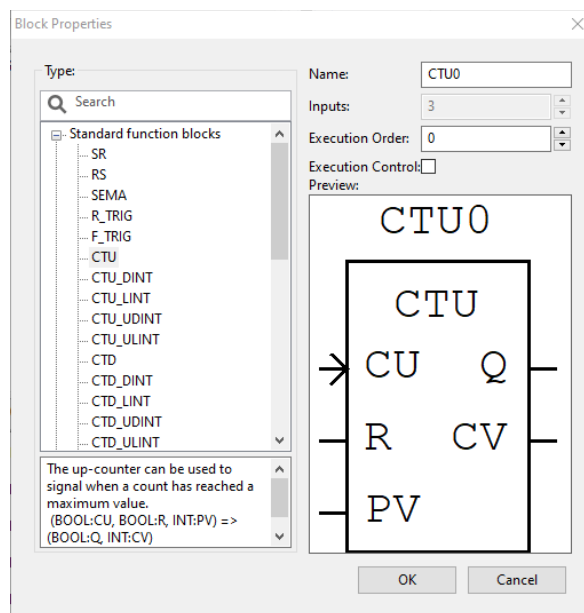 Block Properties
Type:
Search
Standard function blocks
SR
RS
SEMA
R_TRIG
F_TRIG
CTU
CTU_DINT
CTU_LINT
CTU_UDINT
CTU_ULINT
CTD
CTD_DINT
CTD_LINT
CTD_UDINT
CTD_ULINT
The up-counter can be used to
signal when a count has reached a
maximum value.
(BOOL:CU, BOOL:R, INT:PV) =>
(BOOL:Q, INT:CV)
Name: CTU0
Inputs: 3
Execution Order: 0
Execution Control:
Preview:
CTU0
CTU
CU Q
R CV
PV
OK Cancel